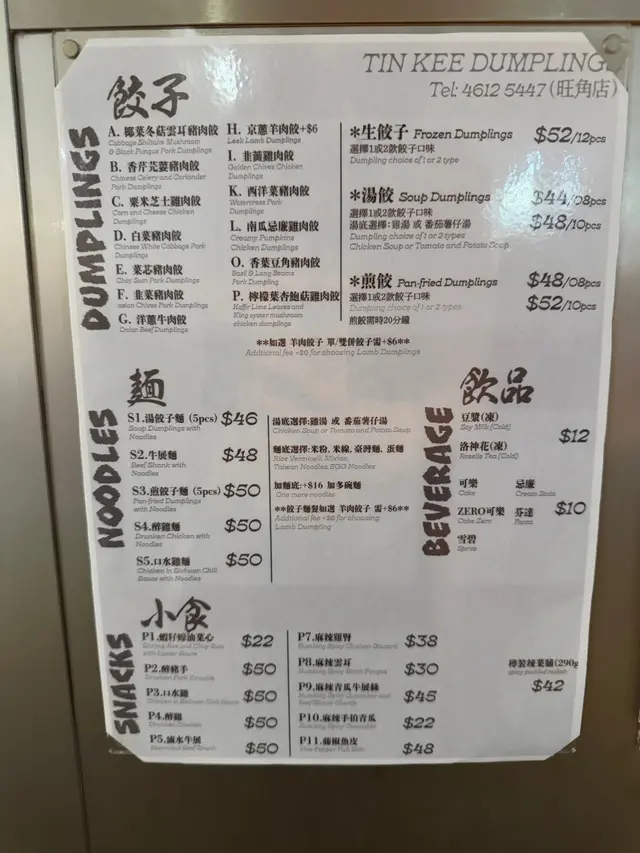 TIN KEE DUMPLING
Tel: 4612 5447 (旺角店)
餃子
DUMPLINGS
A. 椰菜冬菇雲耳豬肉餃
Cabbage Shiitake Mushroom
& Black Fungus Pork Dumplings
B. 香芹芫荽豬肉餃
Chinese Celery and Coriander
Pork Dumplings
C. 粟米芝士雞肉餃
Corn and Cheese Chicken
Dumplings
D. 白菜豬肉餃
Chinese White Cabbage Pork
Dumplings
E. 菜芯豬肉餃
Choy Sum Pork Dumplings
F. 韭菜豬肉餃
Asian Chives Pork Dumplings
G. 洋蔥牛肉餃
Onion Beef Dumplings
H. 京蔥羊肉餃+$6
Leek Lamb Dumplings
I. 韭黃雞肉餃
Golden Chives Chicken
Dumplings
K. 西洋菜豬肉餃
Watercress Pork
Dumplings
L. 南瓜忌廉雞肉餃
Creamy Pumpkins
Chicken Dumplings
O. 香葉豆角豬肉餃
Basil & Long Beans
Pork Dumpling
P. 檸檬葉杏鮑菇雞肉餃
Kaffir Lime Leaves and
King oyster mushroom
chicken dumplings
*生餃子 Frozen Dumplings $52/12pcs
選擇1或2款餃子口味
Dumpling choice of 1 or 2 type
*湯餃 Soup Dumplings $44/08pcs
選擇1或2款餃子口味
湯底選擇: 雞湯 或 番茄薯仔湯 $48/10pcs
Dumpling choice of 1 or 2 types
Chicken Soup or Tomato and Potato Soup
*煎餃 Pan-fried Dumplings $48/08pcs
選擇1或2款餃子口味 $52/10pcs
Dumpling choice of 1 or 2 types
煎餃需時20分鐘
**如選 羊肉餃子 單/雙併餃子需+$6**
Additional fee +$6 for choosing Lamb Dumplings
麵
NOODLES
S1.湯餃子麵 (5pcs) $46
Soup Dumplings with
Noodles
S2.牛展麵 $48
Beef Shank with
Noodles
S3.煎餃子麵 (5pcs) $50
Pan-fried Dumplings
with Noodles
S4.醉雞麵 $50
Drunken Chicken with
Noodles
S5.口水雞麵 $50
Chicken in Sichuan Chili
Sauce with Noodles
湯底選擇:雞湯 或 番茄薯仔湯
Chicken Soup or Tomato and Potato Soup
麵底選擇:米粉, 米線, 臺灣麵, 蛋麵
Rice Vermicelli, Mixian,
Taiwan Noodles, EGG Noodles
加麵底:+$16 加多碗麵
One more noodles
**餃子麵餐如選 羊肉餃子 需+$6**
Additional fee +$6 for choosing
Lamb Dumpling
飲品
BEVERAGE
豆漿(凍)
Soy Milk (Cold)
$12
洛神花(凍)
Roselle Tea (Cold)
可樂 忌廉
Coke Cream Soda
ZERO可樂 芬達 $10
Coke Zero Fanta
雪碧
Sprite
小食
SNACKS
P1.蝦籽蠔油菜心 $22
P2.醉豬手 $50
Drunken Pork Knuckle
P3.口水雞 $50
Chicken in Sichuan Chili Sauce
P4.醉雞 $50
Drunken Chicken
P5.滷水牛展 $50
Marinated Beef Shank
P7.麻辣雞腎 $38
Numbing Spicy Chicken Gizzard
P8.麻辣雲耳 $30
Numbing Spicy Black Fungus
P9.麻辣青瓜牛展絲 $45
Numbing Spicy Cucumber and
P10.麻辣手拍青瓜 $22
Numbing Spicy Cucumber
P11.藤椒魚皮 $48
樽裝辣菜脯(290g
spicy pickled radish
$42